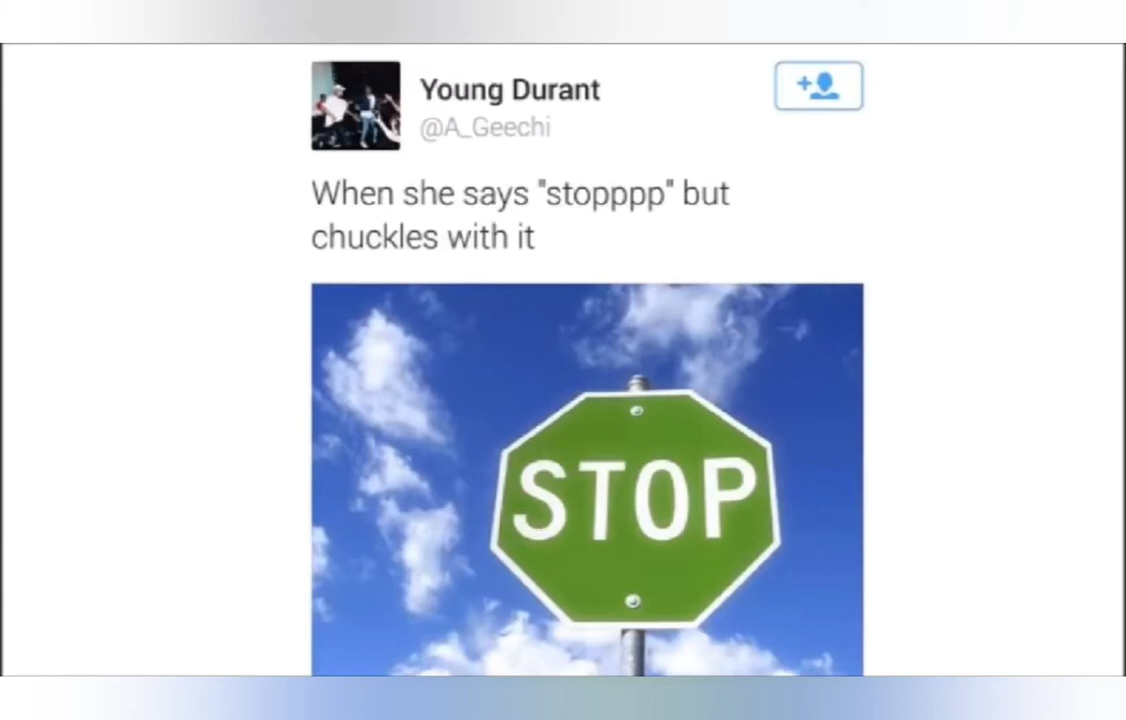 Young Durant
@A_Geechi
When she says "stopppp" but
chuckles with it
STOP